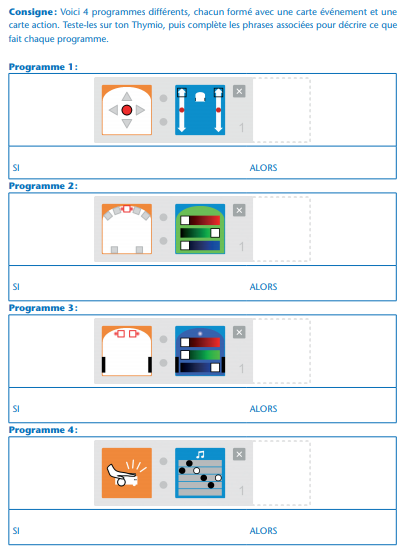 Consigne: Voici 4 programmes différents, chacun formé avec une carte événement et une
carte action. Teste-les sur ton Thymio, puis complète les phrases associées pour décrire ce que
fait chaque programme.
Programme 1:
1
SI ALORS
Programme 2:
1
SI ALORS
Programme 3:
1
SI ALORS
Programme 4:
1
SI ALORS